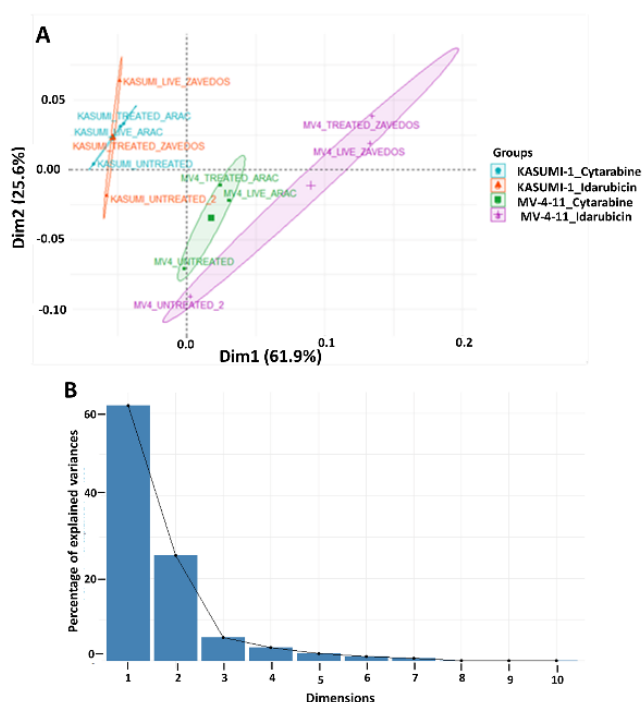 A
KASUMI_LIVE_ZAVEDOS
0.05
KASUMI_TREATED_ARAC
KASUMI_LIVE_ARAC
MV4_TREATED_ZAVEDOS
KASUMI_TREATED_ZAVEDOS
MV4_LIVE_ZAVEDOS
Groups
KASUMI-1_Cytarabine
KASUMI-1_Idarubicin
MV-4-11_Cytarabine
MV-4-11_Idarubicin
KASUMI_UNTREATED
0.00
MV4_TREATED_ARAC
KASUMI_UNTREATED_2
MV4_LIVE_ARAC
Dim2 (25.6%)
-0.05
MV4_UNTREATED
MV4_UNTREATED_2
-0.10
0.0
0.1
0.2
Dim1 (61.9%)
B
60
40
20
0
Percentage of explained variances
1 2 3 4 5 6 7 8 9 10
Dimensions